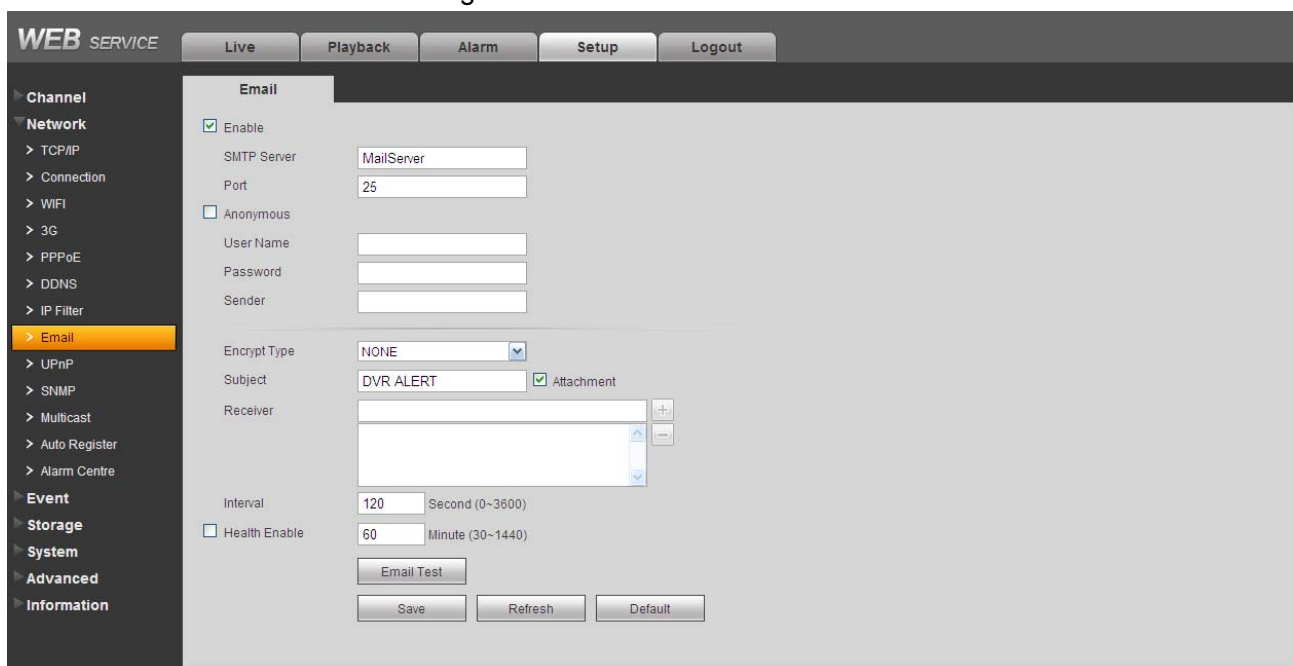 WEB SERVICE
Live
Playback
Alarm
Setup
Logout
Channel
Network
> TCP/IP
> Connection
> WIFI
> 3G
> PPPoE
> DDNS
> IP Filter
> Email
> UPnP
> SNMP
> Multicast
> Auto Register
> Alarm Centre
Event
Storage
System
Advanced
Information
Email
Enable
SMTP Server MailServer
Port 25
Anonymous
User Name
Password
Sender
Encrypt Type NONE
Subject DVR ALERT Attachment
Receiver
Interval 120 Second (0~3600)
Health Enable 60 Minute (30~1440)
Email Test
Save Refresh Default